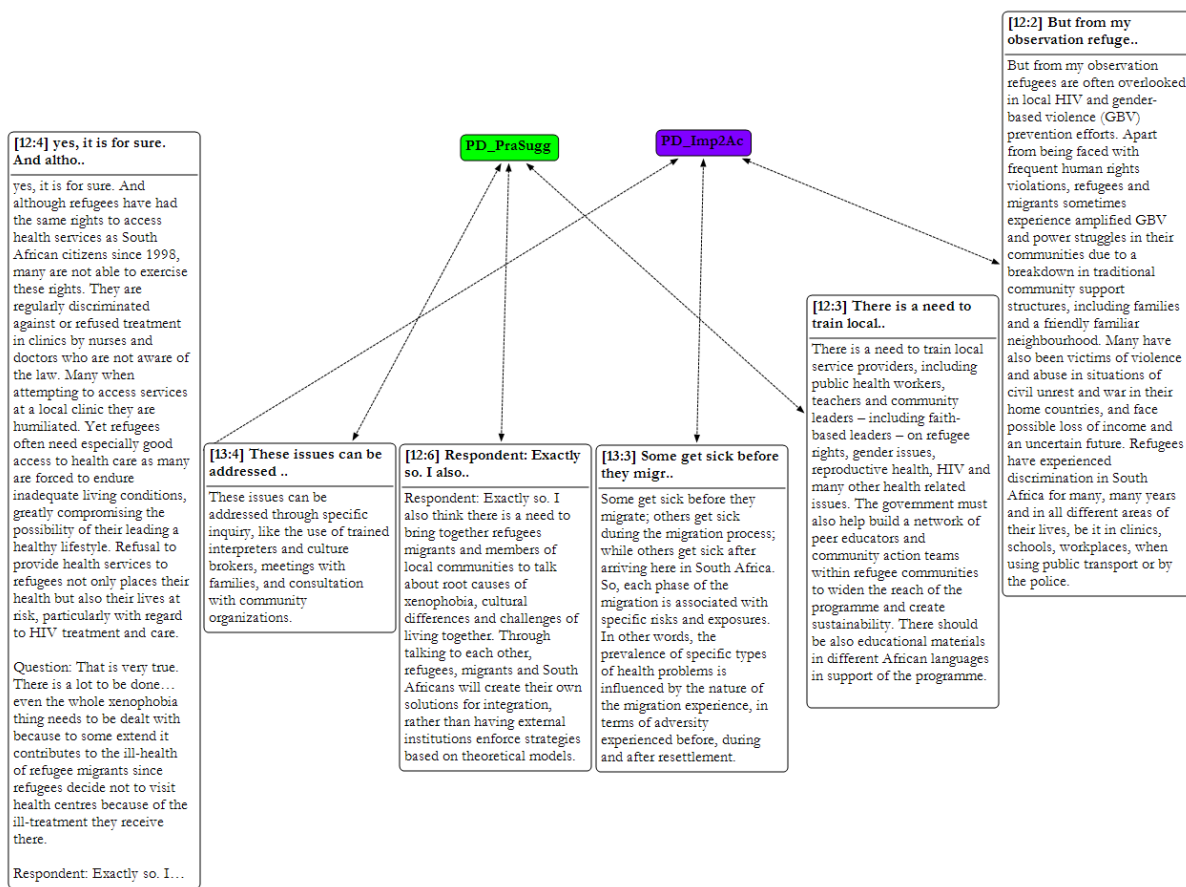 PD_PraSugg
PD_Imp2Ac
[12:4] yes, it is for sure.
And altho..
yes, it is for sure. And
although refugees have had
the same rights to access
health services as South
African citizens since 1998,
many are not able to exercise
these rights. They are
regularly discriminated
against or refused treatment
in clinics by nurses and
doctors who are not aware of
the law. Many when
attempting to access services
at a local clinic they are
humiliated. Yet refugees
often need especially good
access to health care as many
are forced to endure
inadequate living conditions,
greatly compromising the
possibility of their leading a
healthy lifestyle. Refusal to
provide health services to
refugees not only places their
health but also their lives at
risk, particularly with regard
to HIV treatment and care.
Question: That is very true.
There is a lot to be done…
even the whole xenophobia
thing needs to be dealt with
because to some extend it
contributes to the ill-health
of refugee migrants since
refugees decide not to visit
health centres because of the
ill-treatment they receive
there.
Respondent: Exactly so. I…
[13:4] These issues can be
addressed ..
These issues can be
addressed through specific
inquiry, like the use of trained
interpreters and culture
brokers, meetings with
families, and consultation
with community
organizations.
[12:6] Respondent: Exactly
so. I also..
Respondent: Exactly so. I
also think there is a need to
bring together refugees
migrants and members of
local communities to talk
about root causes of
xenophobia, cultural
differences and challenges of
living together. Through
talking to each other,
refugees, migrants and South
Africans will create their own
solutions for integration,
rather than having external
institutions enforce strategies
based on theoretical models.
[13:3] Some get sick before
they migr..
Some get sick before they
migrate; others get sick
during the migration process;
while others get sick after
arriving here in South Africa.
So, each phase of the
migration is associated with
specific risks and exposures.
In other words, the
prevalence of specific types
of health problems is
influenced by the nature of
the migration experience, in
terms of adversity
experienced before, during
and after resettlement.
[12:3] There is a need to
train local..
There is a need to train local
service providers, including
public health workers,
teachers and community
leaders – including faith-
based leaders – on refugee
rights, gender issues,
reproductive health, HIV and
many other health related
issues. The government must
also help build a network of
peer educators and
community action teams
within refugee communities
to widen the reach of the
programme and create
sustainability. There should
be also educational materials
in different African languages
in support of the programme.
[12:2] But from my
observation refuge..
But from my observation
refugees are often overlooked
in local HIV and gender-
based violence (GBV)
prevention efforts. Apart
from being faced with
frequent human rights
violations, refugees and
migrants sometimes
experience amplified GBV
and power struggles in their
communities due to a
breakdown in traditional
community support
structures, including families
and a friendly familiar
neighbourhood. Many have
also been victims of violence
and abuse in situations of
civil unrest and war in their
home countries, and face
possible loss of income and
an uncertain future. Refugees
have experienced
discrimination in South
Africa for many, many years
and in all different areas of
their lives, be it in clinics,
schools, workplaces, when
using public transport or by
the police.